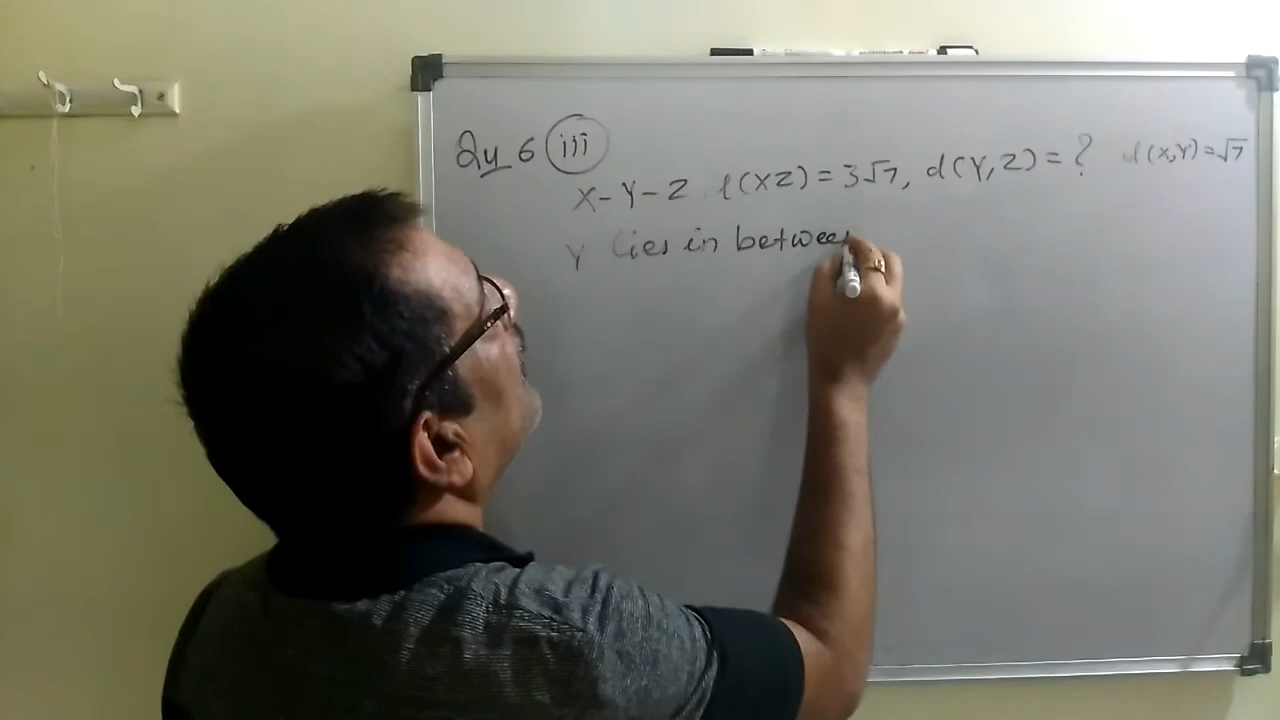 Qu 6 (iii)
X-Y-Z l(XZ) = 3√7, d(Y,Z) = ? d(X,Y) = √7
Y lies in between